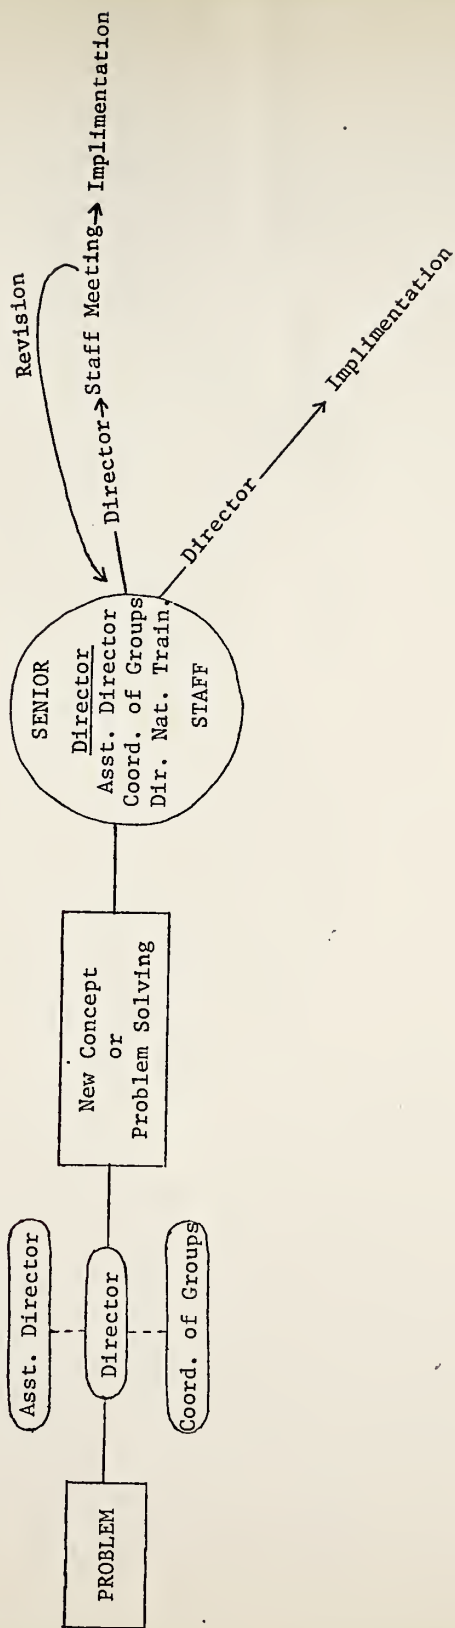 PROBLEM
Asst. Director
Director
Coord. of Groups
New Concept
or
Problem Solving
SENIOR
Director
Asst. Director
Coord. of Groups
Dir. Nat. Train.
STAFF
Revision
Director→Staff Meeting→Implimentation
Director→Implimentation